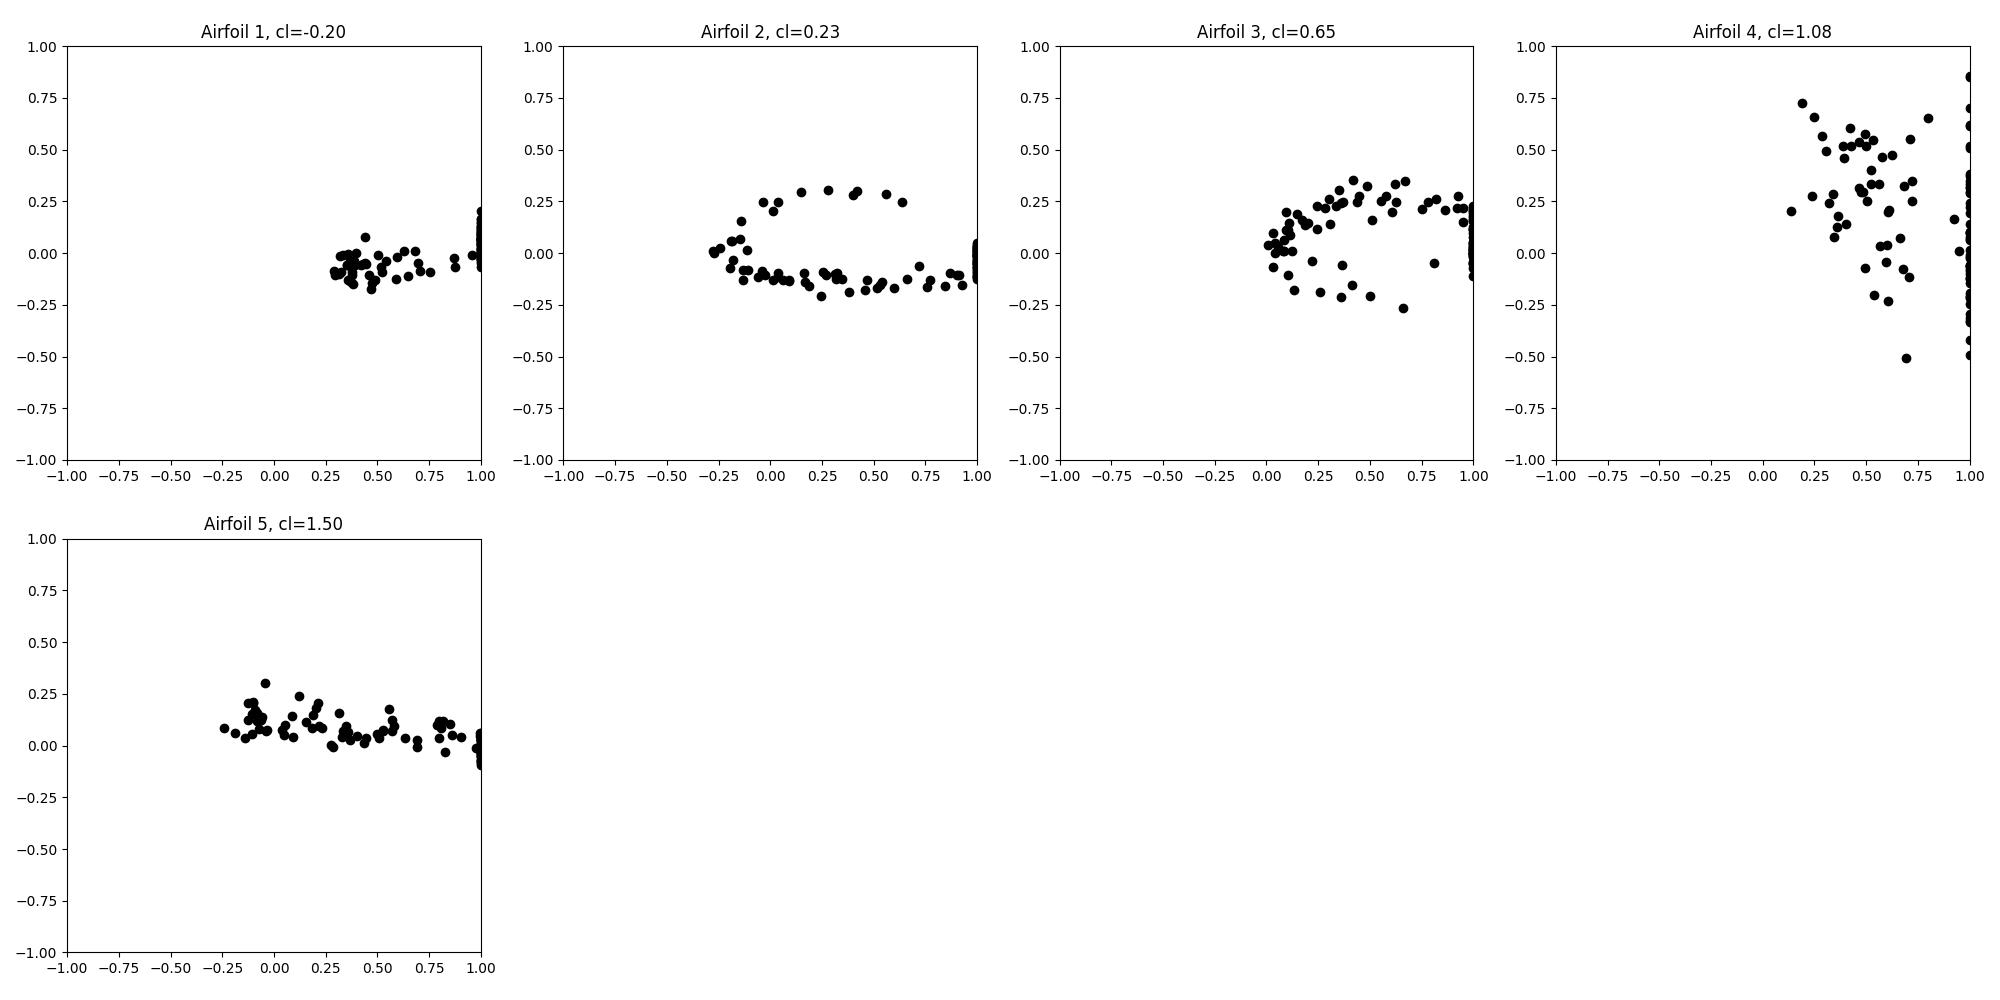 Airfoil 1, cl=-0.20
Airfoil 2, cl=0.23
Airfoil 3, cl=0.65
Airfoil 4, cl=1.08
1.00 1.00 1.00 1.00
0.75 0.75 0.75 0.75
0.50 0.50 0.50 0.50
0.25 0.25 0.25 0.25
0.00 0.00 0.00 0.00
−0.25 −0.25 −0.25 −0.25
−0.50 −0.50 −0.50 −0.50
−0.75 −0.75 −0.75 −0.75
−1.00 −1.00 −1.00 −1.00
−1.00 −0.75 −0.50 −0.25 0.00 0.25 0.50 0.75 1.00
−1.00 −0.75 −0.50 −0.25 0.00 0.25 0.50 0.75 1.00
−1.00 −0.75 −0.50 −0.25 0.00 0.25 0.50 0.75 1.00
−1.00 −0.75 −0.50 −0.25 0.00 0.25 0.50 0.75 1.00
Airfoil 5, cl=1.50
1.00
0.75
0.50
0.25
0.00
−0.25
−0.50
−0.75
−1.00
−1.00 −0.75 −0.50 −0.25 0.00 0.25 0.50 0.75 1.00